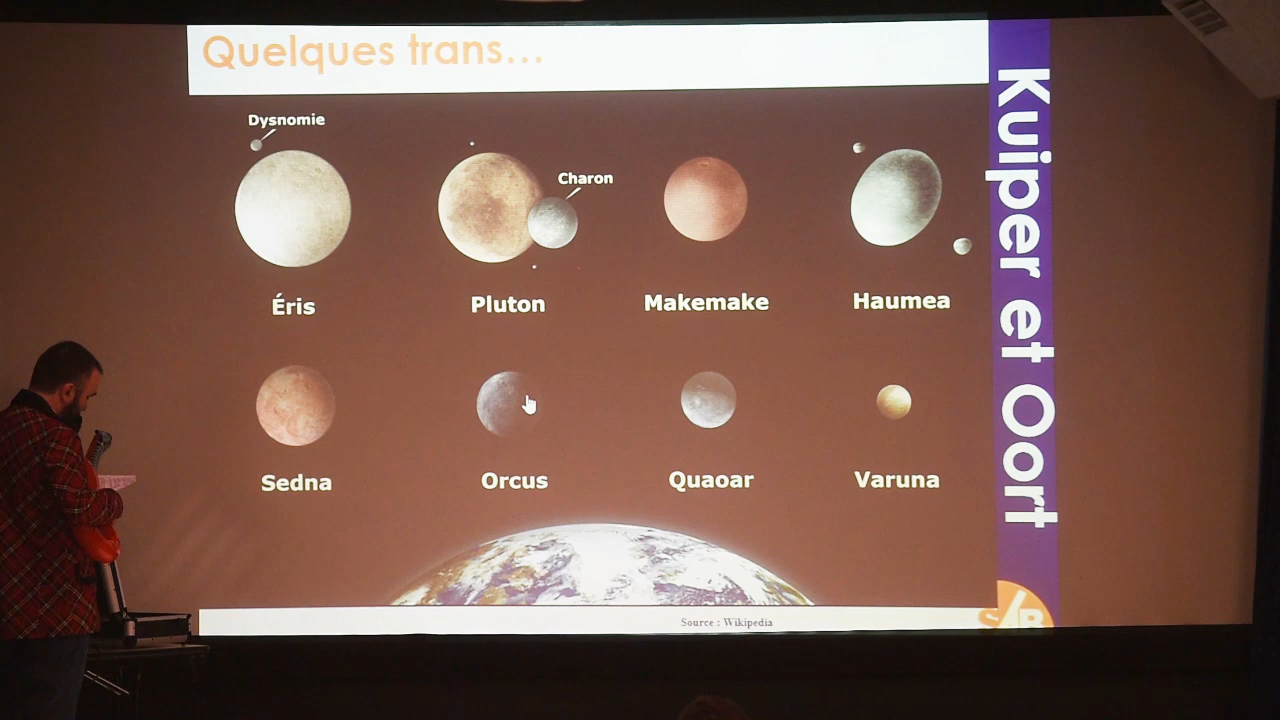 Quelques trans...
Dysnomie
Charon
Éris
Pluton
Makemake
Haumea
Sedna
Orcus
Quaoar
Varuna
Source : Wikipedia
Kuiper et Oort
S/B